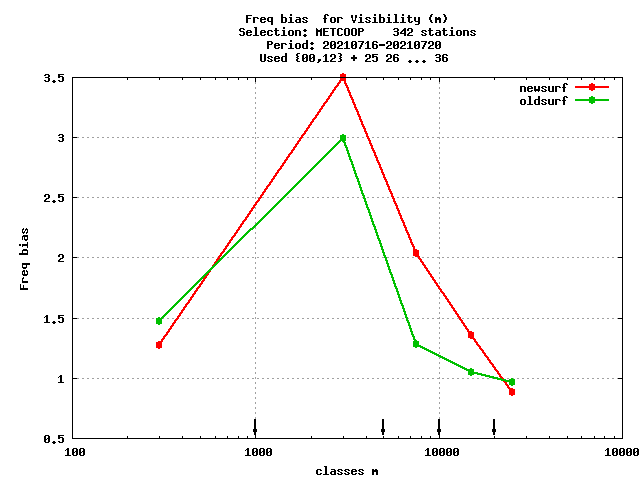 Freq bias  for Visibility (m)
Selection: METCOOP    342 stations
Period: 20210716-20210720
Used {00,12} + 25 26 ... 36
newsurf
oldsurf
3.5
3
2.5
2
1.5
1
0.5
Freq bias
100
1000
10000
10000
classes m